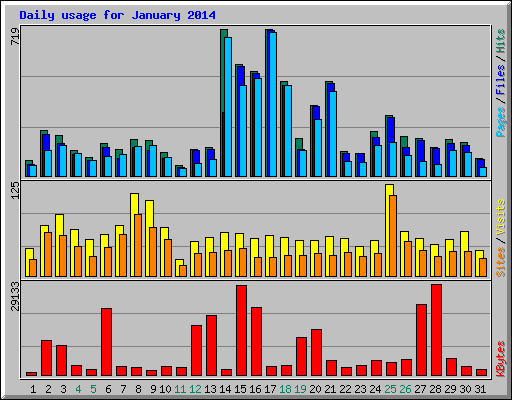 Daily usage for January 2014
719
Pages / Files / Hits
125
Sites / Visits
29133
KBytes
1 2 3 4 5 6 7 8 9 10 11 12 13 14 15 16 17 18 19 20 21 22 23 24 25 26 27 28 29 30 31